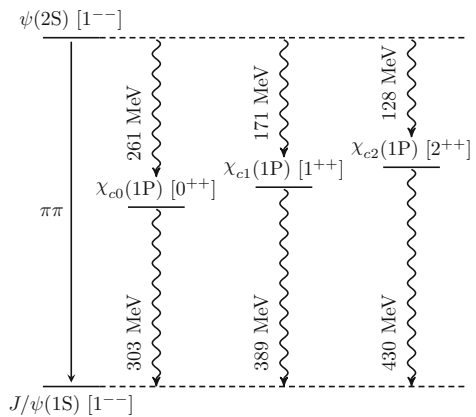 ψ(2S) [1⁻⁻]
261 MeV
171 MeV
128 MeV
χc2(1P) [2⁺⁺]
χc1(1P) [1⁺⁺]
χc0(1P) [0⁺⁺]
ππ
303 MeV
389 MeV
430 MeV
J/ψ(1S) [1⁻⁻]